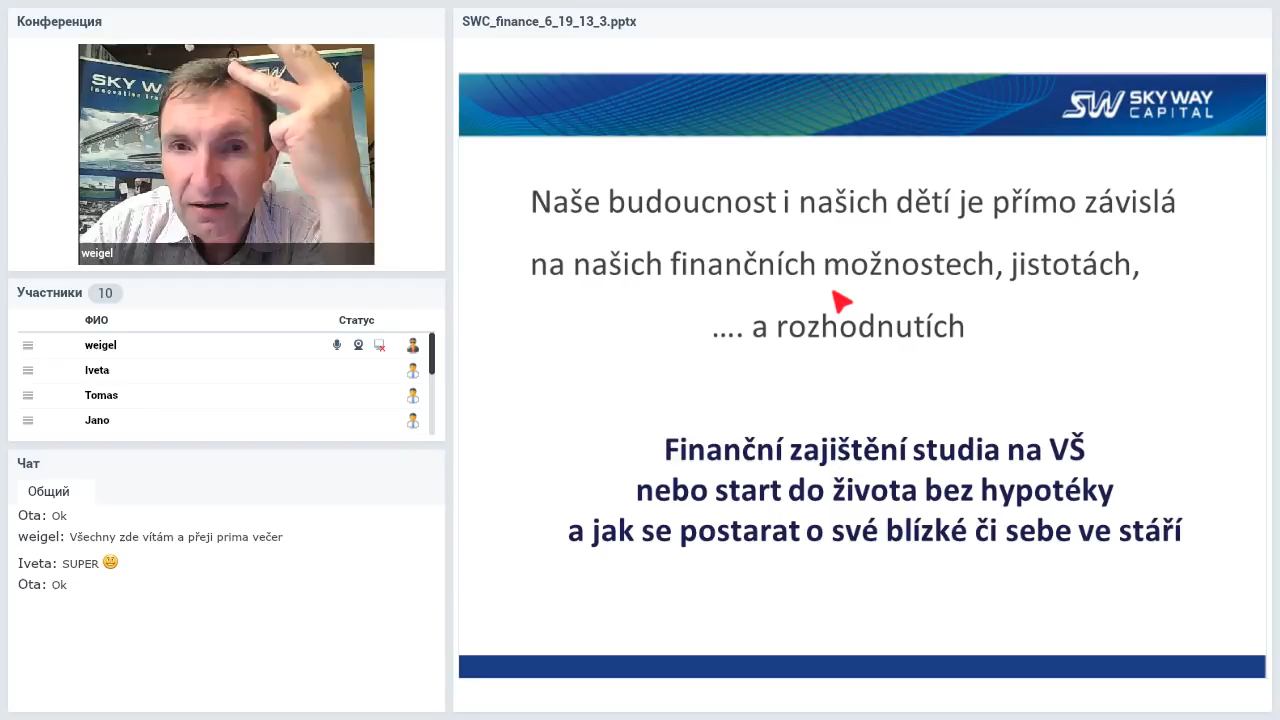 Конференция
SKY W
weigel
Участники 10
ФИО Статус
weigel
Iveta
Tomas
Jano
Чат
Общий
Ota: Ok
weigel: Všechny zde vítám a přeji prima večer
Iveta: SUPER
Ota: Ok
SWC_finance_6_19_13_3.pptx
SW SKY WAY
CAPITAL
Naše budoucnost i našich dětí je přímo závislá
na našich finančních možnostech, jistotách,
.... a rozhodnutích
Finanční zajištění studia na VŠ
nebo start do života bez hypotéky
a jak se postarat o své blízké či sebe ve stáří